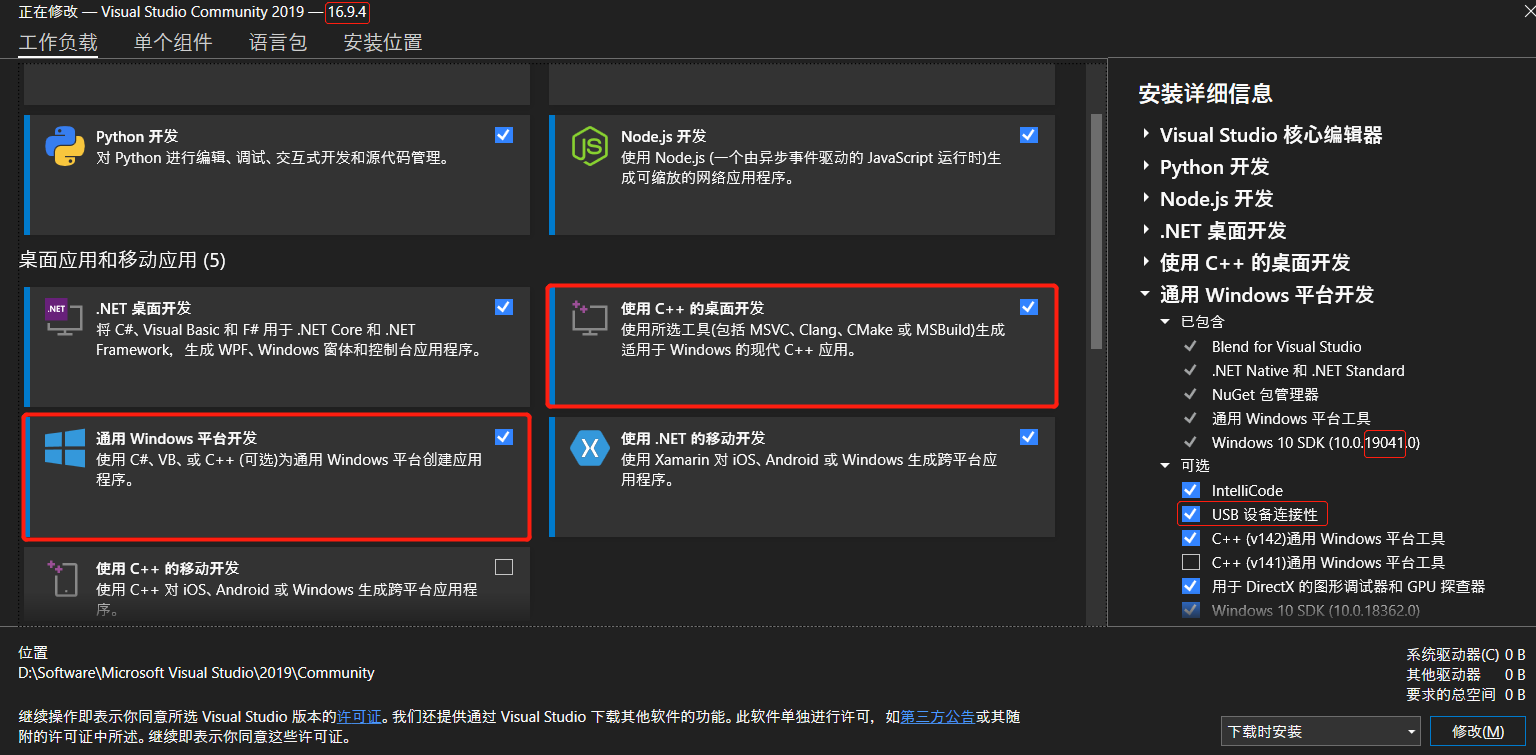 正在修改 — Visual Studio Community 2019 — 16.9.4
工作负载 单个组件 语言包 安装位置
Python 开发
对 Python 进行编辑、调试、交互式开发和源代码管理。
Node.js 开发
使用 Node.js (一个由异步事件驱动的 JavaScript 运行时)生
成可缩放的网络应用程序。
桌面应用和移动应用 (5)
.NET
.NET 桌面开发
将 C#、Visual Basic 和 F# 用于 .NET Core 和 .NET
Framework，生成 WPF、Windows 窗体和控制台应用程序。
使用 C++ 的桌面开发
使用所选工具(包括 MSVC、Clang、CMake 或 MSBuild)生成
适用于 Windows 的现代 C++ 应用。
通用 Windows 平台开发
使用 C#、VB、或 C++ (可选)为通用 Windows 平台创建应用
程序。
使用 .NET 的移动开发
使用 Xamarin 对 iOS、Android 或 Windows 生成跨平台应
用程序。
使用 C++ 的移动开发
使用 C++ 对 iOS、Android 或 Windows 生成跨平台应用程
序。
安装详细信息
Visual Studio 核心编辑器
Python 开发
Node.js 开发
.NET 桌面开发
使用 C++ 的桌面开发
通用 Windows 平台开发
已包含
Blend for Visual Studio
.NET Native 和 .NET Standard
NuGet 包管理器
通用 Windows 平台工具
Windows 10 SDK (10.0.19041.0)
可选
IntelliCode
USB 设备连接性
C++ (v142)通用 Windows 平台工具
C++ (v141)通用 Windows 平台工具
用于 DirectX 的图形调试器和 GPU 探查器
Windows 10 SDK (10.0.18362.0)
位置
D:\Software\Microsoft Visual Studio\2019\Community
继续操作即表示你同意所选 Visual Studio 版本的许可证。我们还提供通过 Visual Studio 下载其他软件的功能。此软件单独进行许可，如第三方公告或其随
附的许可证中所述。继续即表示你同意这些许可证。
系统驱动器(C) 0 B
其他驱动器 0 B
要求的总空间 0 B
下载时安装
修改(M)